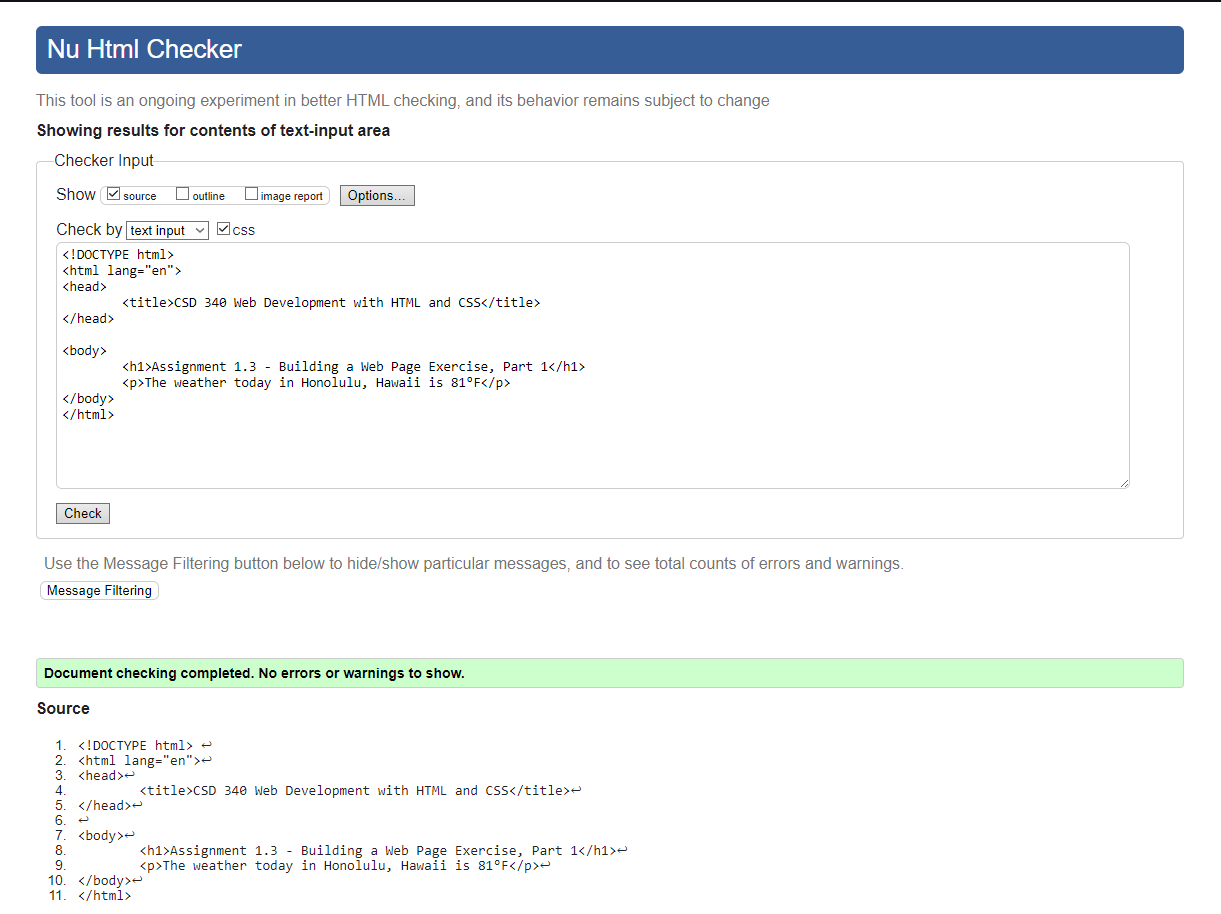 Nu Html Checker
This tool is an ongoing experiment in better HTML checking, and its behavior remains subject to change
Showing results for contents of text-input area
Checker Input
Show source outline image report Options...
Check by text input css
<!DOCTYPE html>
<html lang="en">
<head>
<title>CSD 340 Web Development with HTML and CSS</title>
</head>
<body>
<h1>Assignment 1.3 - Building a Web Page Exercise, Part 1</h1>
<p>The weather today in Honolulu, Hawaii is 81°F</p>
</body>
</html>
Check
Use the Message Filtering button below to hide/show particular messages, and to see total counts of errors and warnings.
Message Filtering
Document checking completed. No errors or warnings to show.
Source
1. <!DOCTYPE html> ↩
2. <html lang="en">↩
3. <head>↩
4. <title>CSD 340 Web Development with HTML and CSS</title>↩
5. </head>↩
6. ↩
7. <body>↩
8. <h1>Assignment 1.3 - Building a Web Page Exercise, Part 1</h1>↩
9. <p>The weather today in Honolulu, Hawaii is 81°F</p>↩
10. </body>↩
11. </html>